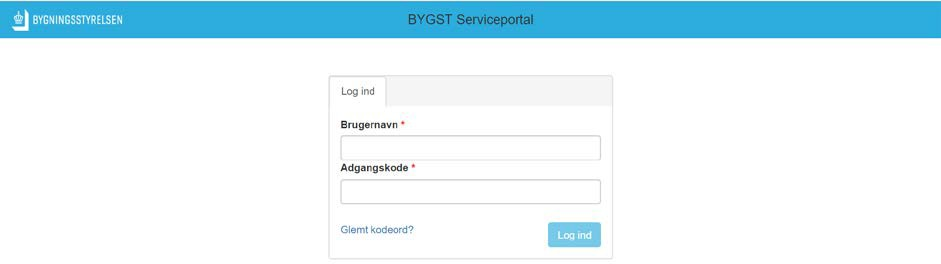 BYGNINGSSTYRELSEN
BYGST Serviceportal
Log ind
Brugernavn *
Adgangskode *
Glemt kodeord?
Log ind